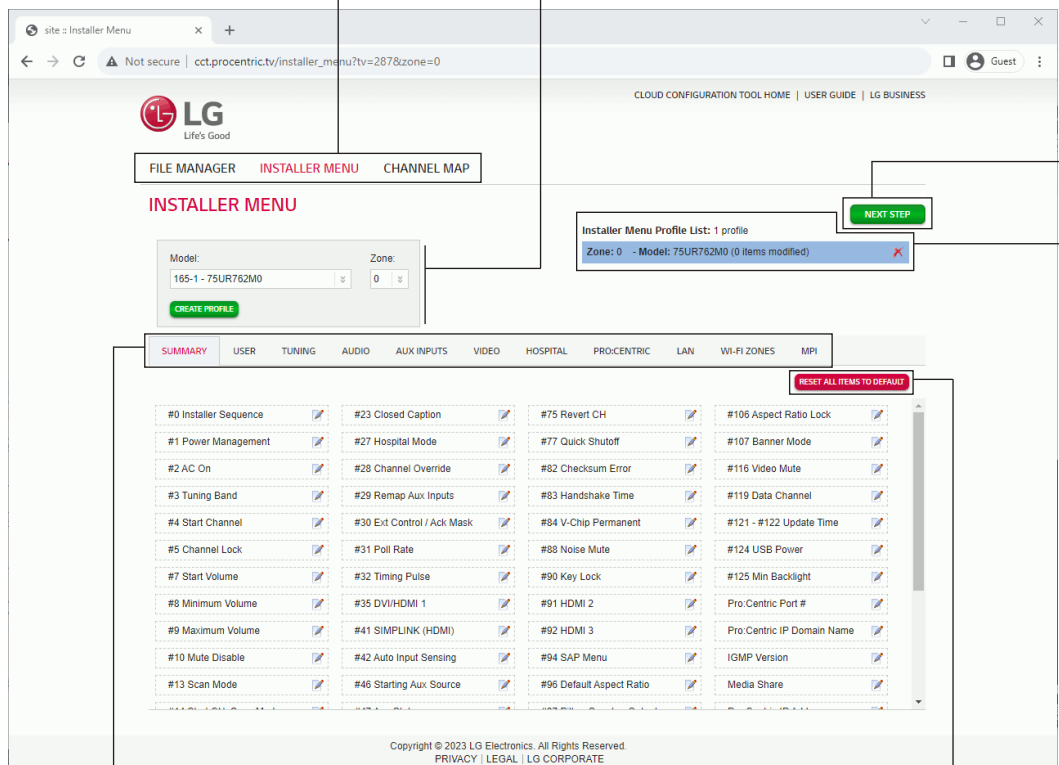 site :: Installer Menu
Not secure | cct.procentric.tv/installer_menu?tv=287&zone=0
Guest
CLOUD CONFIGURATION TOOL HOME | USER GUIDE | LG BUSINESS
LG
Life's Good
FILE MANAGER INSTALLER MENU CHANNEL MAP
INSTALLER MENU
NEXT STEP
Installer Menu Profile List: 1 profile
Zone: 0 - Model: 75UR762M0 (0 items modified)
Model: Zone:
165-1 - 75UR762M0 0
CREATE PROFILE
SUMMARY USER TUNING AUDIO AUX INPUTS VIDEO HOSPITAL PRO:CENTRIC LAN WI-FI ZONES MPI
RESET ALL ITEMS TO DEFAULT
#0 Installer Sequence #23 Closed Caption #75 Revert CH #106 Aspect Ratio Lock
#1 Power Management #27 Hospital Mode #77 Quick Shutoff #107 Banner Mode
#2 AC On #28 Channel Override #82 Checksum Error #116 Video Mute
#3 Tuning Band #29 Remap Aux Inputs #83 Handshake Time #119 Data Channel
#4 Start Channel #30 Ext Control / Ack Mask #84 V-Chip Permanent #121 - #122 Update Time
#5 Channel Lock #31 Poll Rate #88 Noise Mute #124 USB Power
#7 Start Volume #32 Timing Pulse #90 Key Lock #125 Min Backlight
#8 Minimum Volume #35 DVI/HDMI 1 #91 HDMI 2 Pro:Centric Port #
#9 Maximum Volume #41 SIMPLINK (HDMI) #92 HDMI 3 Pro:Centric IP Domain Name
#10 Mute Disable #42 Auto Input Sensing #94 SAP Menu IGMP Version
#13 Scan Mode #46 Starting Aux Source #96 Default Aspect Ratio Media Share
Copyright © 2023 LG Electronics. All Rights Reserved.
PRIVACY | LEGAL | LG CORPORATE